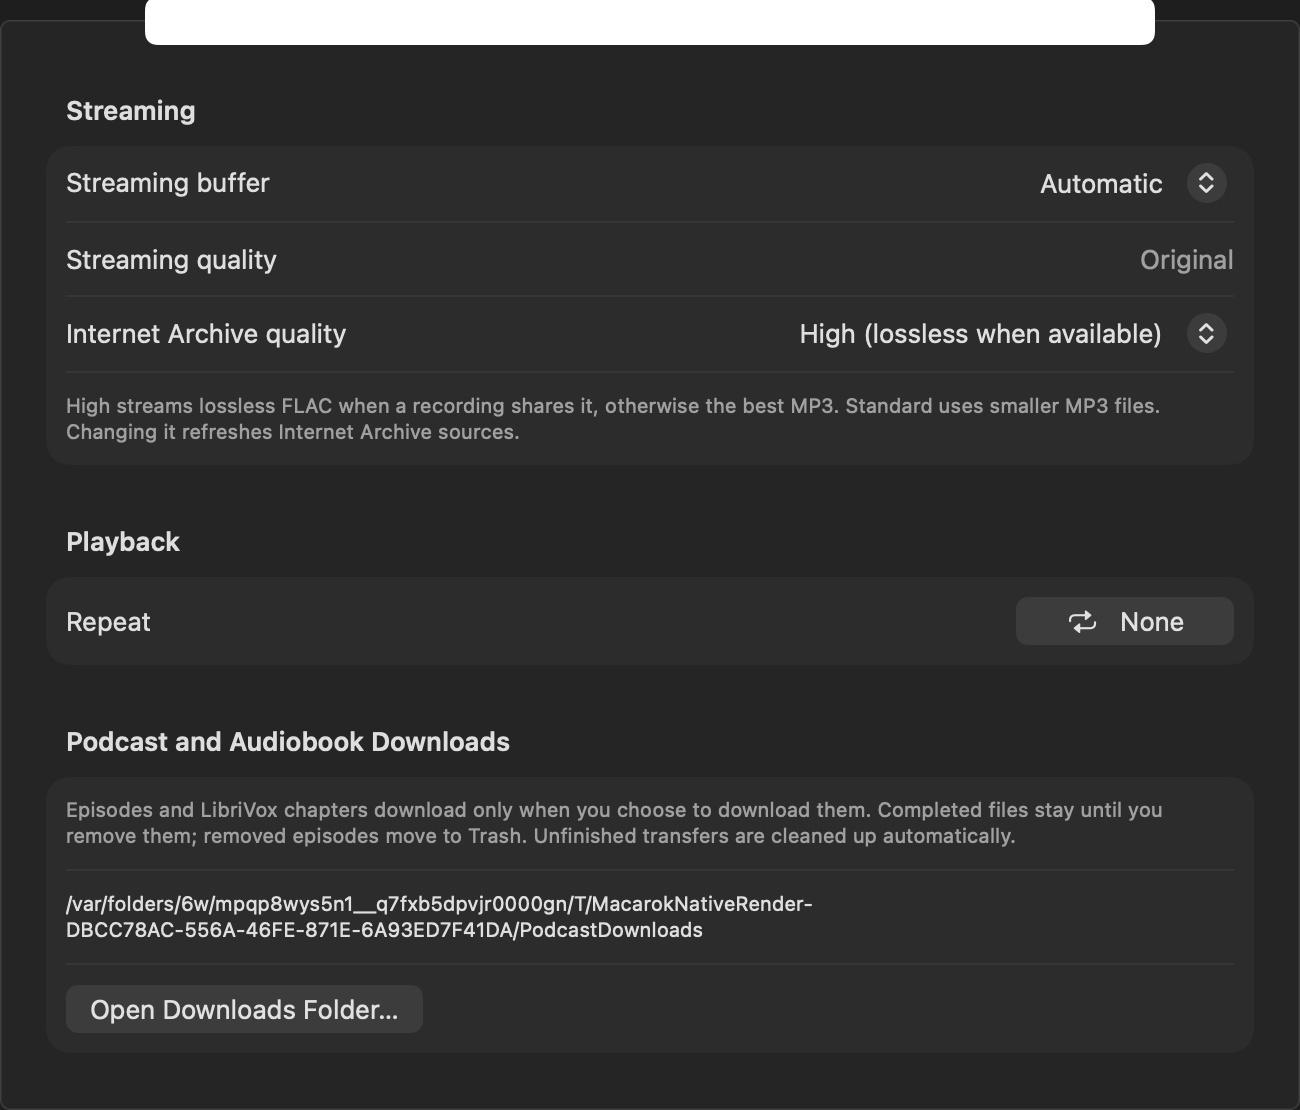 Streaming
Streaming buffer
Automatic
Streaming quality
Original
Internet Archive quality
High (lossless when available)
High streams lossless FLAC when a recording shares it, otherwise the best MP3. Standard uses smaller MP3 files.
Changing it refreshes Internet Archive sources.
Playback
Repeat
None
Podcast and Audiobook Downloads
Episodes and LibriVox chapters download only when you choose to download them. Completed files stay until you
remove them; removed episodes move to Trash. Unfinished transfers are cleaned up automatically.
/var/folders/6w/mpqp8wys5n1__q7fxb5dpvjr0000gn/T/MacarokNativeRender-
DBCC78AC-556A-46FE-871E-6A93ED7F41DA/PodcastDownloads
Open Downloads Folder...